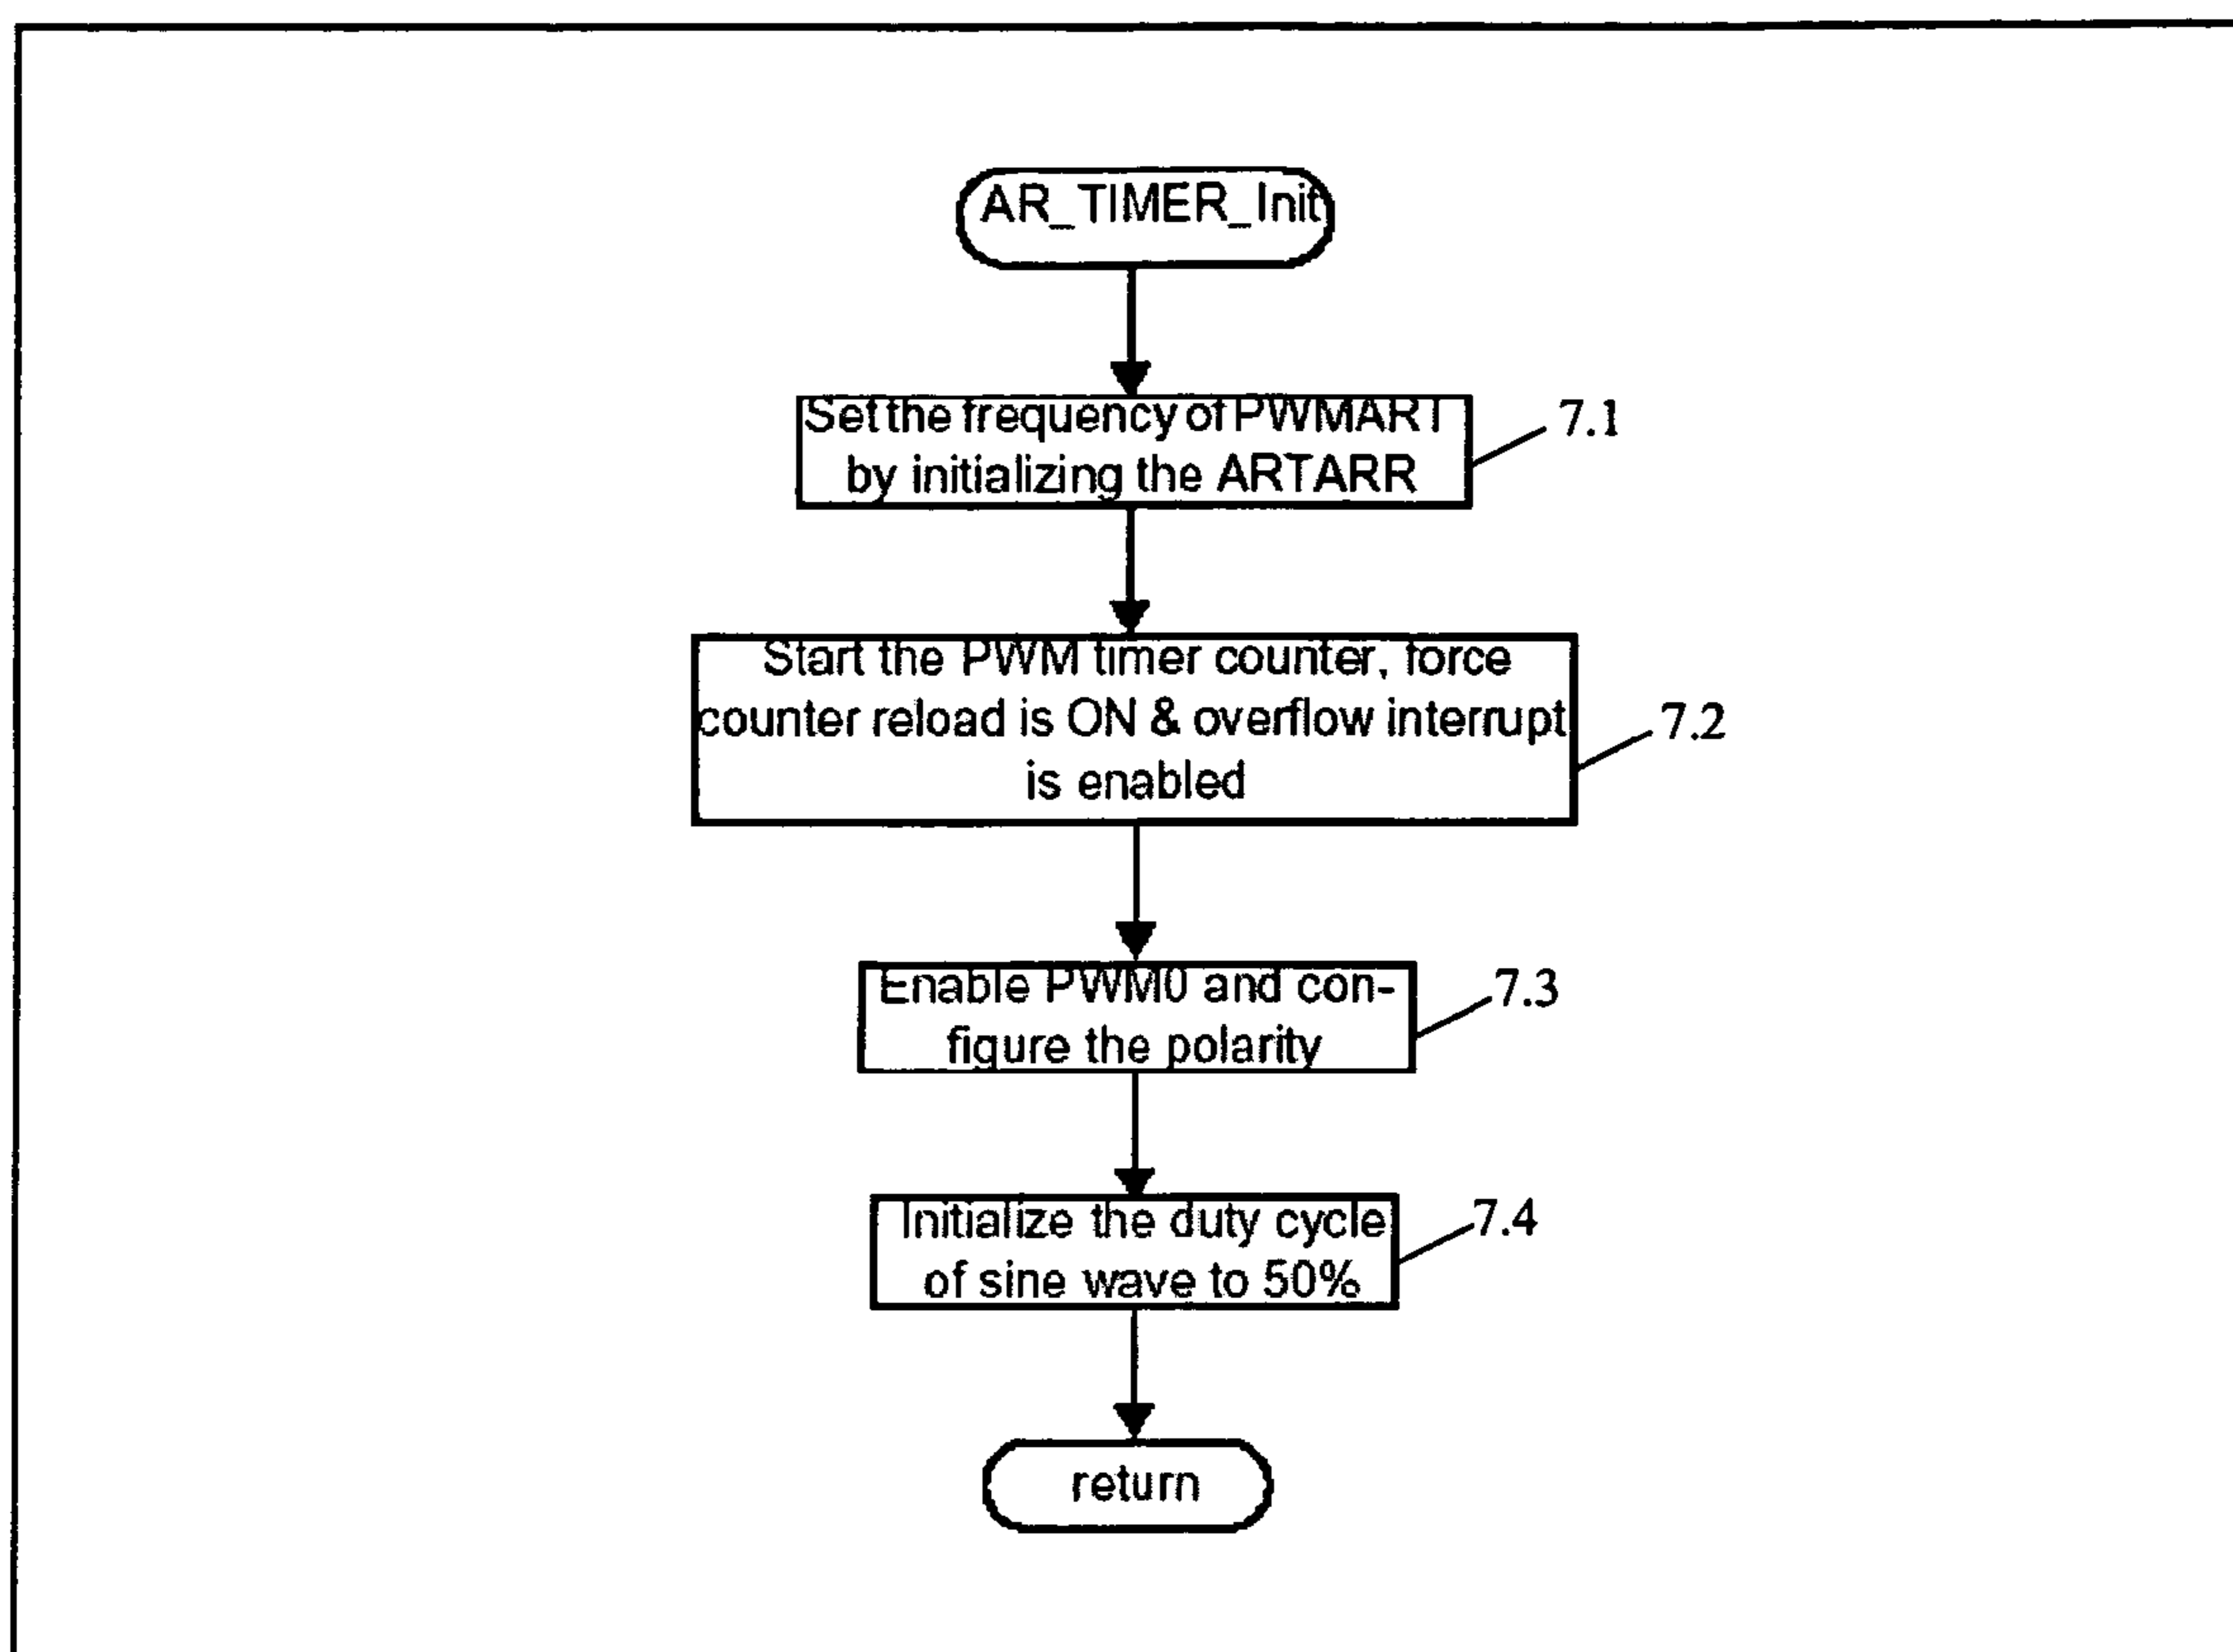 AR_TIMER_Init
Set the frequency of PWMART
by initializing the ARTARR
7.1
Start the PWM timer counter, force
counter reload is ON & overflow interrupt
is enabled
7.2
Enable PWM0 and con-
figure the polarity
7.3
Initialize the duty cycle
of sine wave to 50%
7.4
return